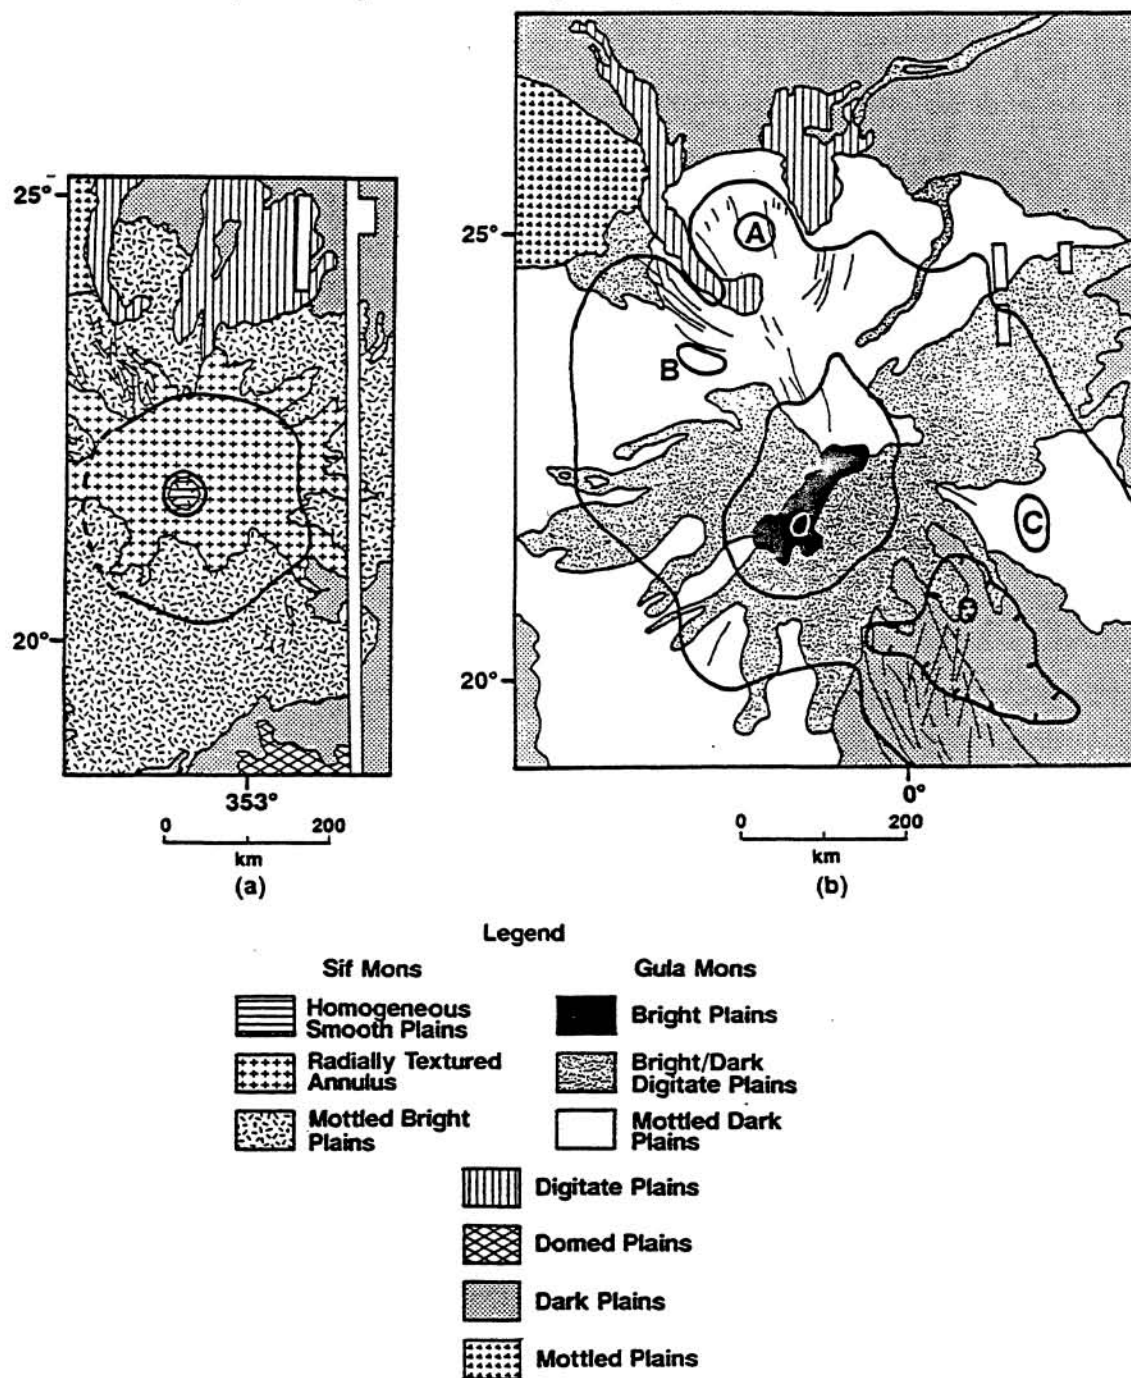 25°
20°
353°
0 200
km
(a)
25°
20°
A
B
C
0°
0 200
km
(b)
Legend
Sif Mons
Homogeneous
Smooth Plains
Radially Textured
Annulus
Mottled Bright
Plains
Gula Mons
Bright Plains
Bright/Dark
Digitate Plains
Mottled Dark
Plains
Digitate Plains
Domed Plains
Dark Plains
Mottled Plains